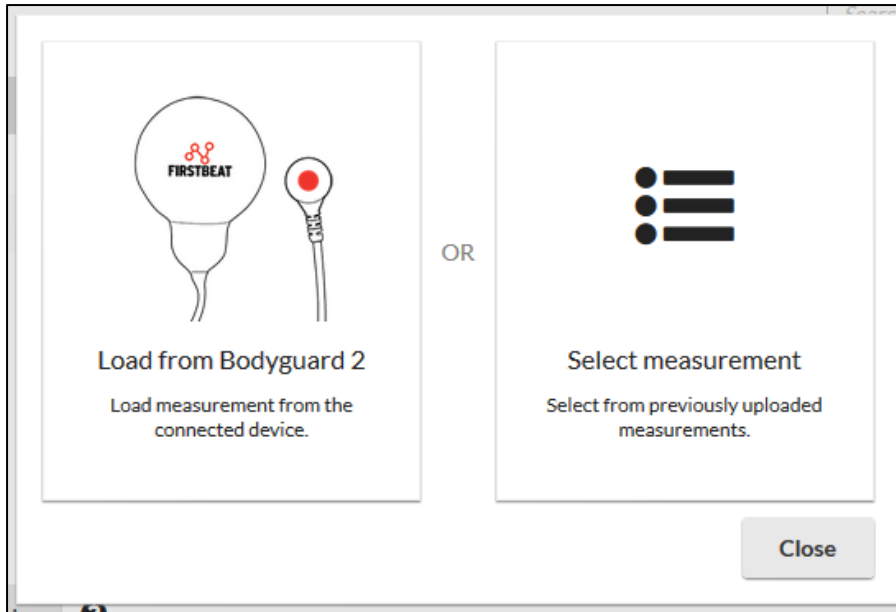 FIRSTBEAT
Load from Bodyguard 2
Load measurement from the
connected device.
OR
Select measurement
Select from previously uploaded
measurements.
Close